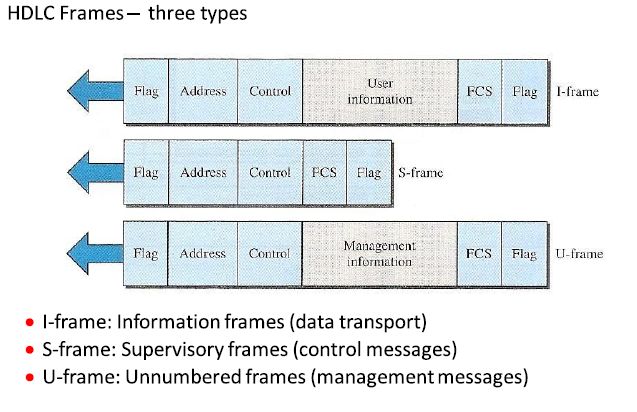 HDLC Frames— three types
Flag Address Control User information FCS Flag I-frame
Flag Address Control FCS Flag S-frame
Flag Address Control Management information FCS Flag U-frame
• I-frame: Information frames (data transport)
• S-frame: Supervisory frames (control messages)
• U-frame: Unnumbered frames (management messages)